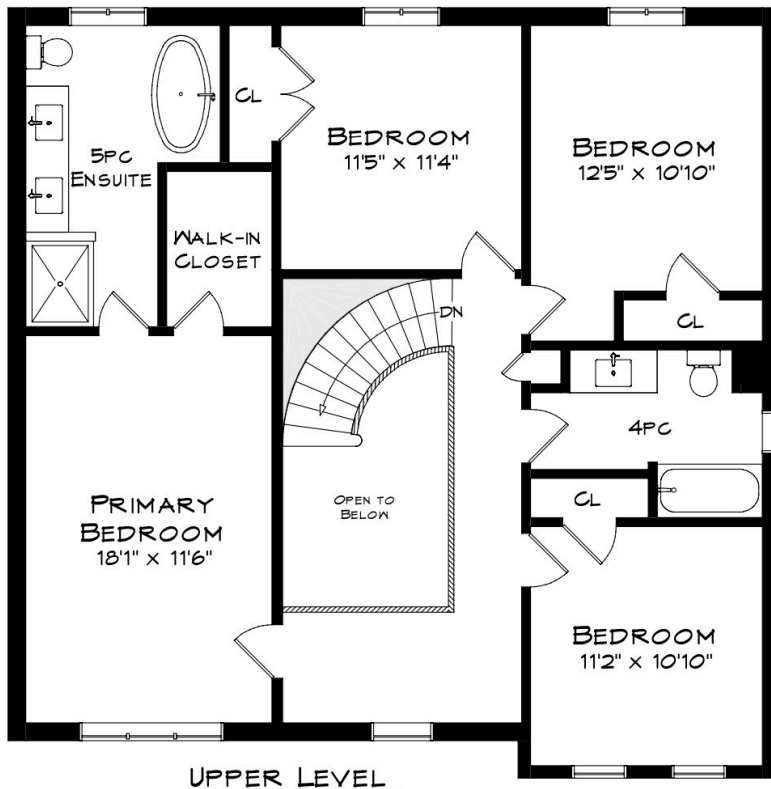 5PC
ENSUITE
CL
BEDROOM
11'5" x 11'4"
BEDROOM
12'5" x 10'10"
WALK-IN
CLOSET
CL
DN
4PC
OPEN TO
BELOW
CL
PRIMARY
BEDROOM
18'1" x 11'6"
BEDROOM
11'2" x 10'10"
UPPER LEVEL